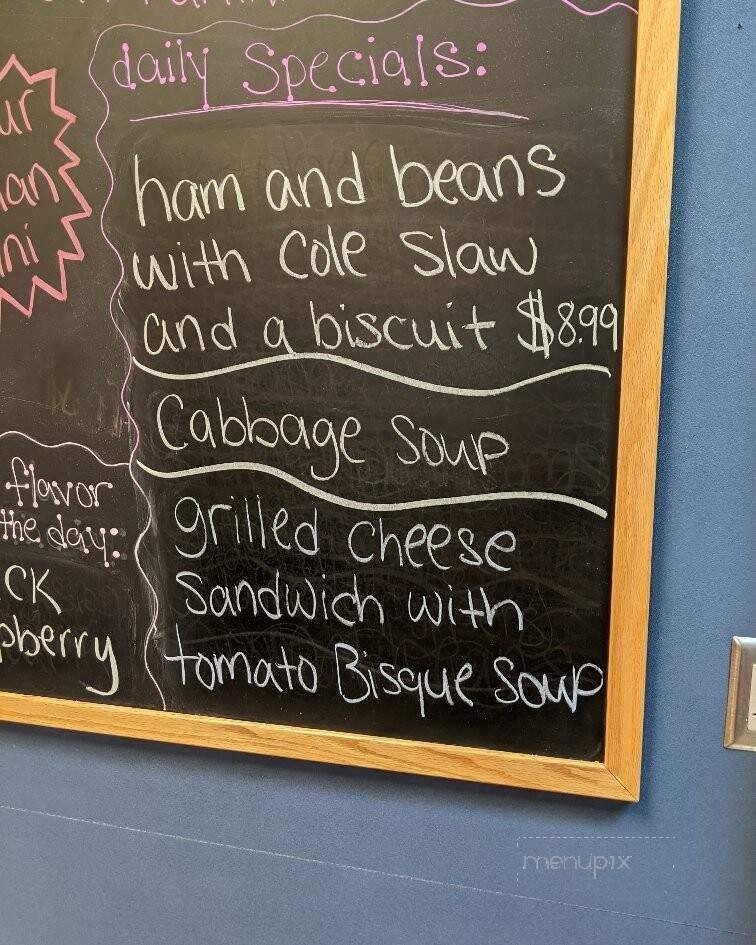 daily Specials:
ham and beans
with Cole Slaw
and a biscuit $8.99
Cabbage Soup
grilled cheese
Sandwich with
tomato Bisque Soup
flavor
the day:
CK
pberry
menupix